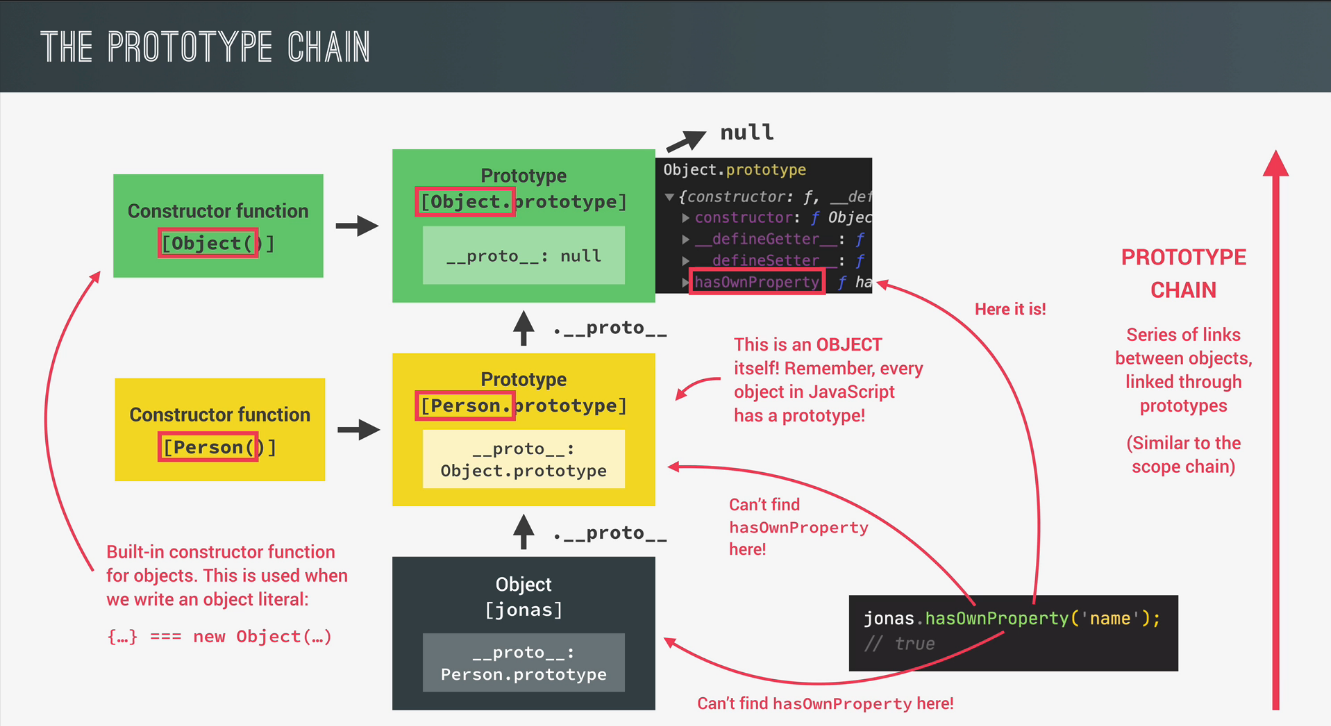 THE PROTOTYPE CHAIN
null
Constructor function
[Object()]
Prototype
[Object.prototype]
__proto__: null
Object.prototype
{constructor: ƒ, __def
constructor: ƒ Objec
__defineGetter__: ƒ
__defineSetter__: ƒ
hasOwnProperty ƒ ha
Here it is!
PROTOTYPE
CHAIN
Series of links
between objects,
linked through
prototypes
(Similar to the
scope chain)
.__proto__
This is an OBJECT
itself! Remember, every
object in JavaScript
has a prototype!
Constructor function
[Person()]
Prototype
[Person.prototype]
__proto__:
Object.prototype
Can't find
hasOwnProperty
here!
.__proto__
Built-in constructor function
for objects. This is used when
we write an object literal:
{…} === new Object(…)
Object
[jonas]
__proto__:
Person.prototype
jonas.hasOwnProperty('name');
// true
Can't find hasOwnProperty here!